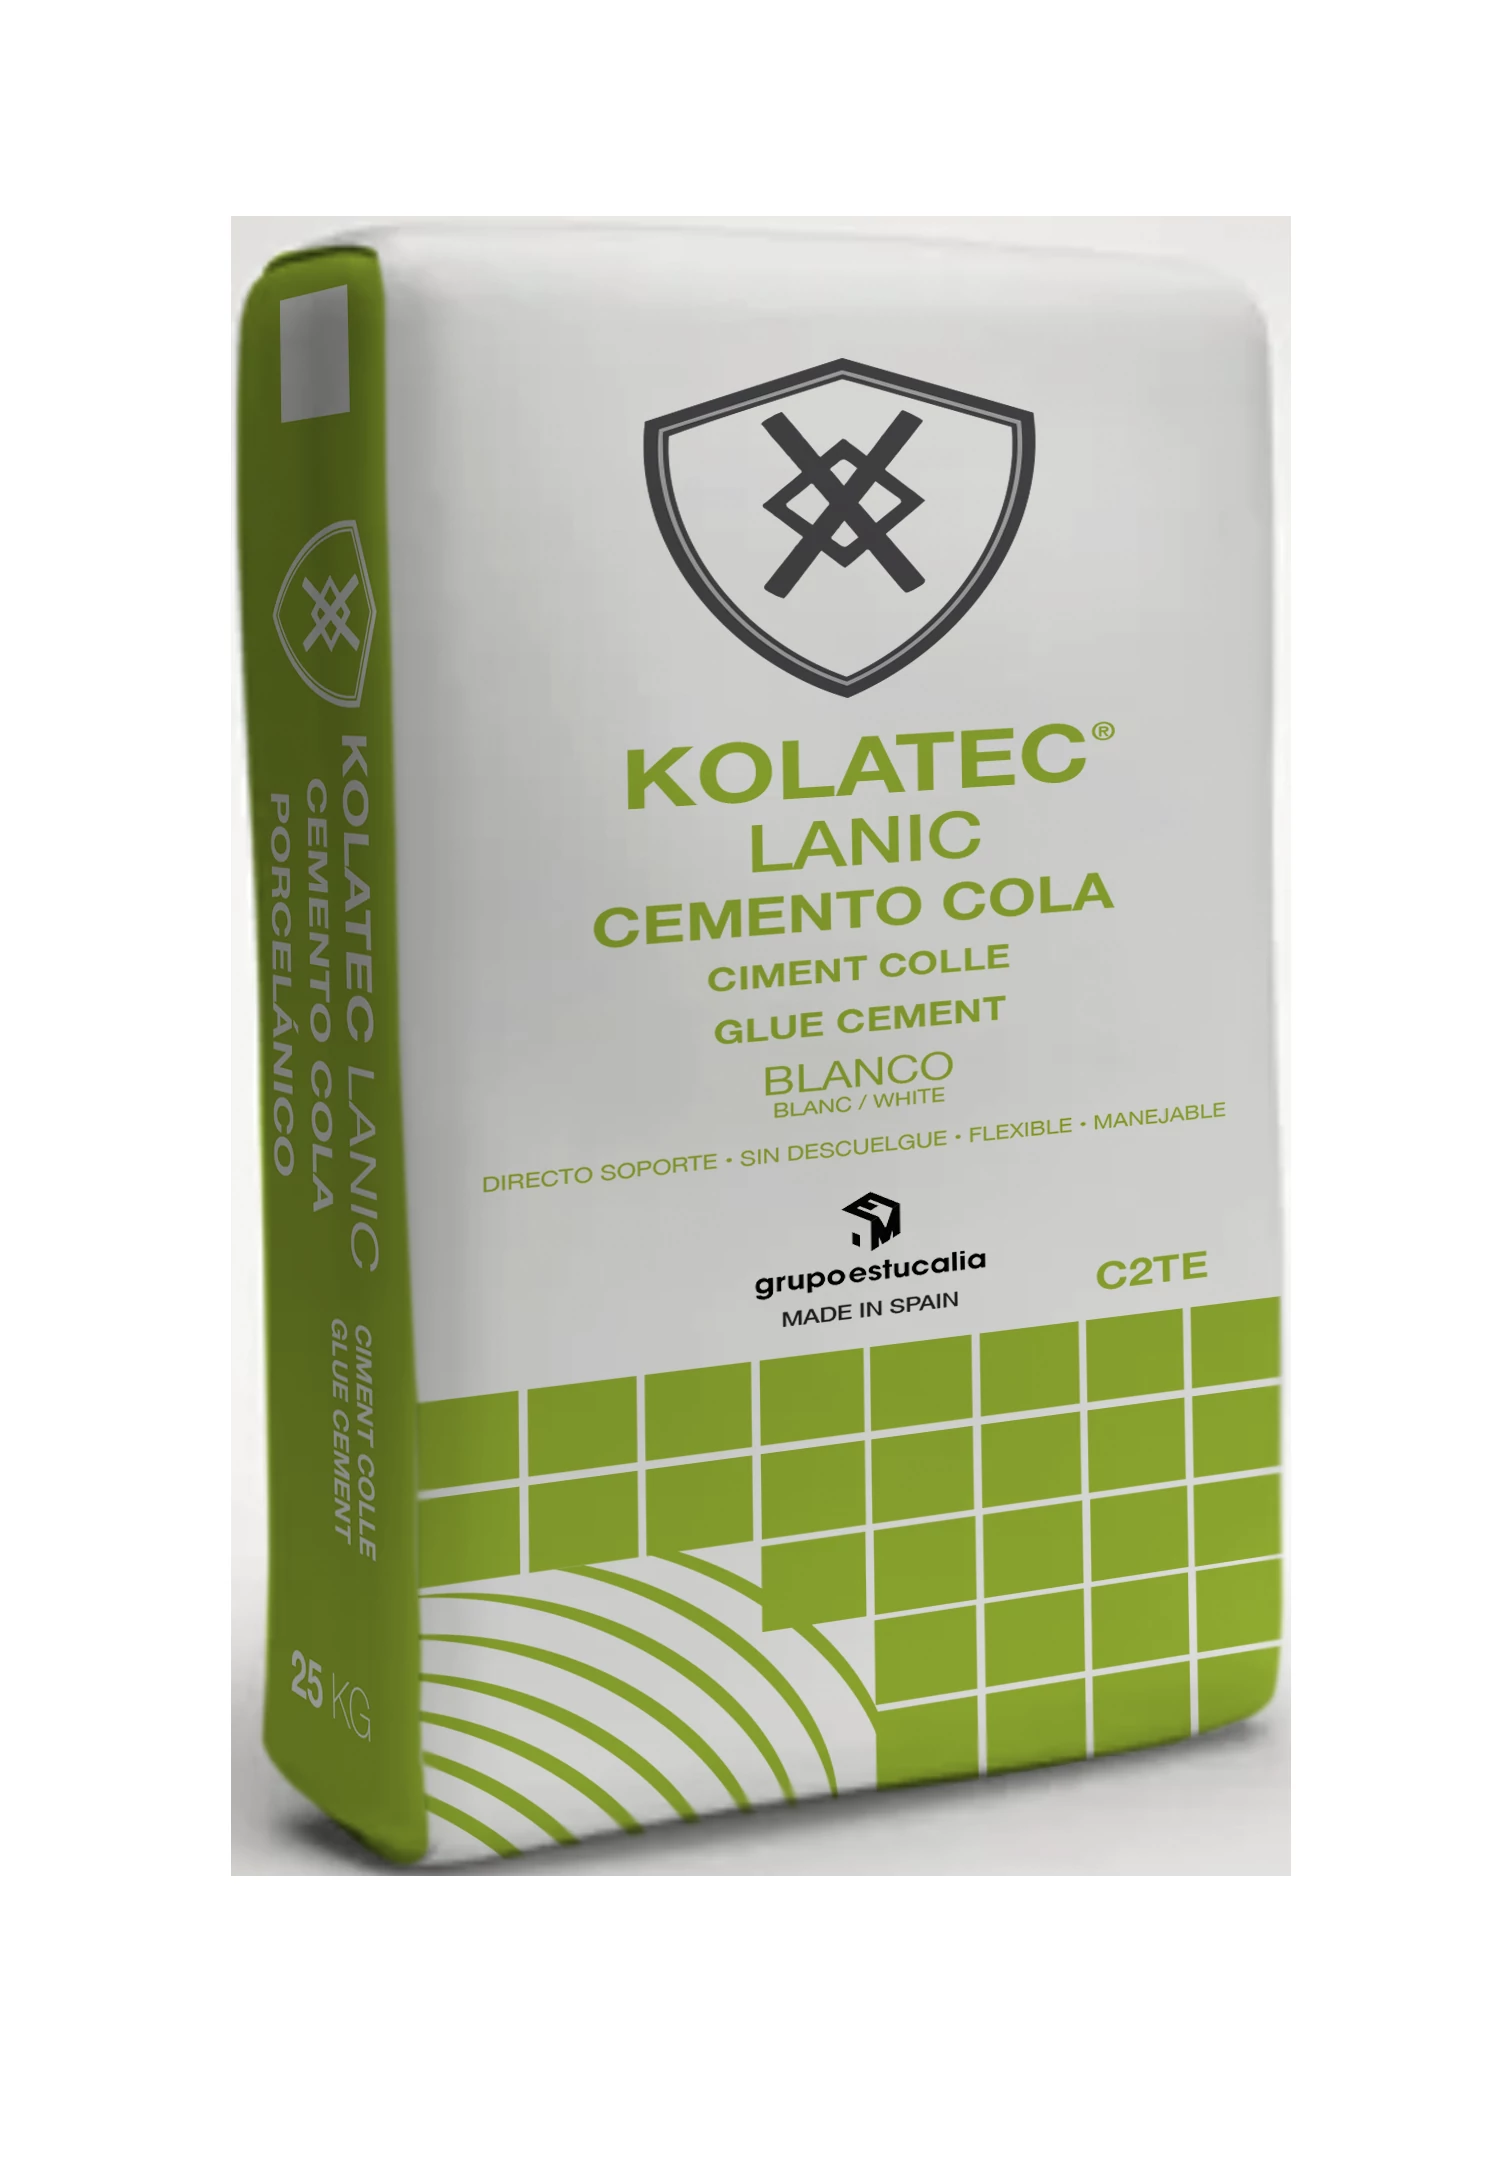 KOLATEC®
LANIC
CEMENTO COLA
CIMENT COLLE
GLUE CEMENT
BLANCO
BLANC / WHITE
DIRECTO SOPORTE • SIN DESCUELGUE • FLEXIBLE • MANEJABLE
grupoestucalia
MADE IN SPAIN
C2TE
KOLATEC LANIC
CEMENTO COLA
PORCELÁNICO
CIMENT COLLE
GLUE CEMENT
25 KG